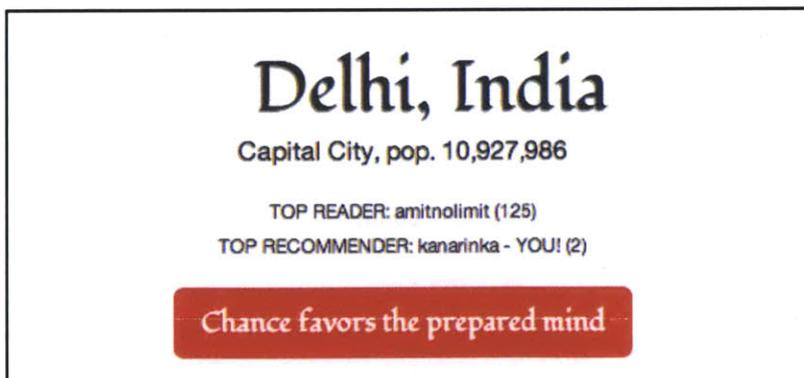 Delhi, India
Capital City, pop. 10,927,986
TOP READER: amitnolimit (125)
TOP RECOMMENDER: kanarinka - YOU! (2)
Chance favors the prepared mind